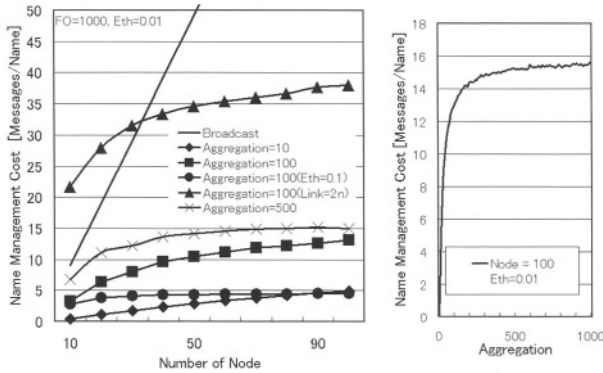 FO=1000, Eth=0.01
Name Management Cost [Messages/Name]
50
45
40
35
30
25
20
15
10
5
0
Broadcast
Aggregation=10
Aggregation=100
Aggregation=100(Eth=0.1)
Aggregation=100(Link=2n)
Aggregation=500
10
50
90
Number of Node
Name Management Cost [Messages/Name]
18
16
14
12
10
8
6
4
2
0
Node = 100
Eth=0.01
0
500
1000
Aggregation